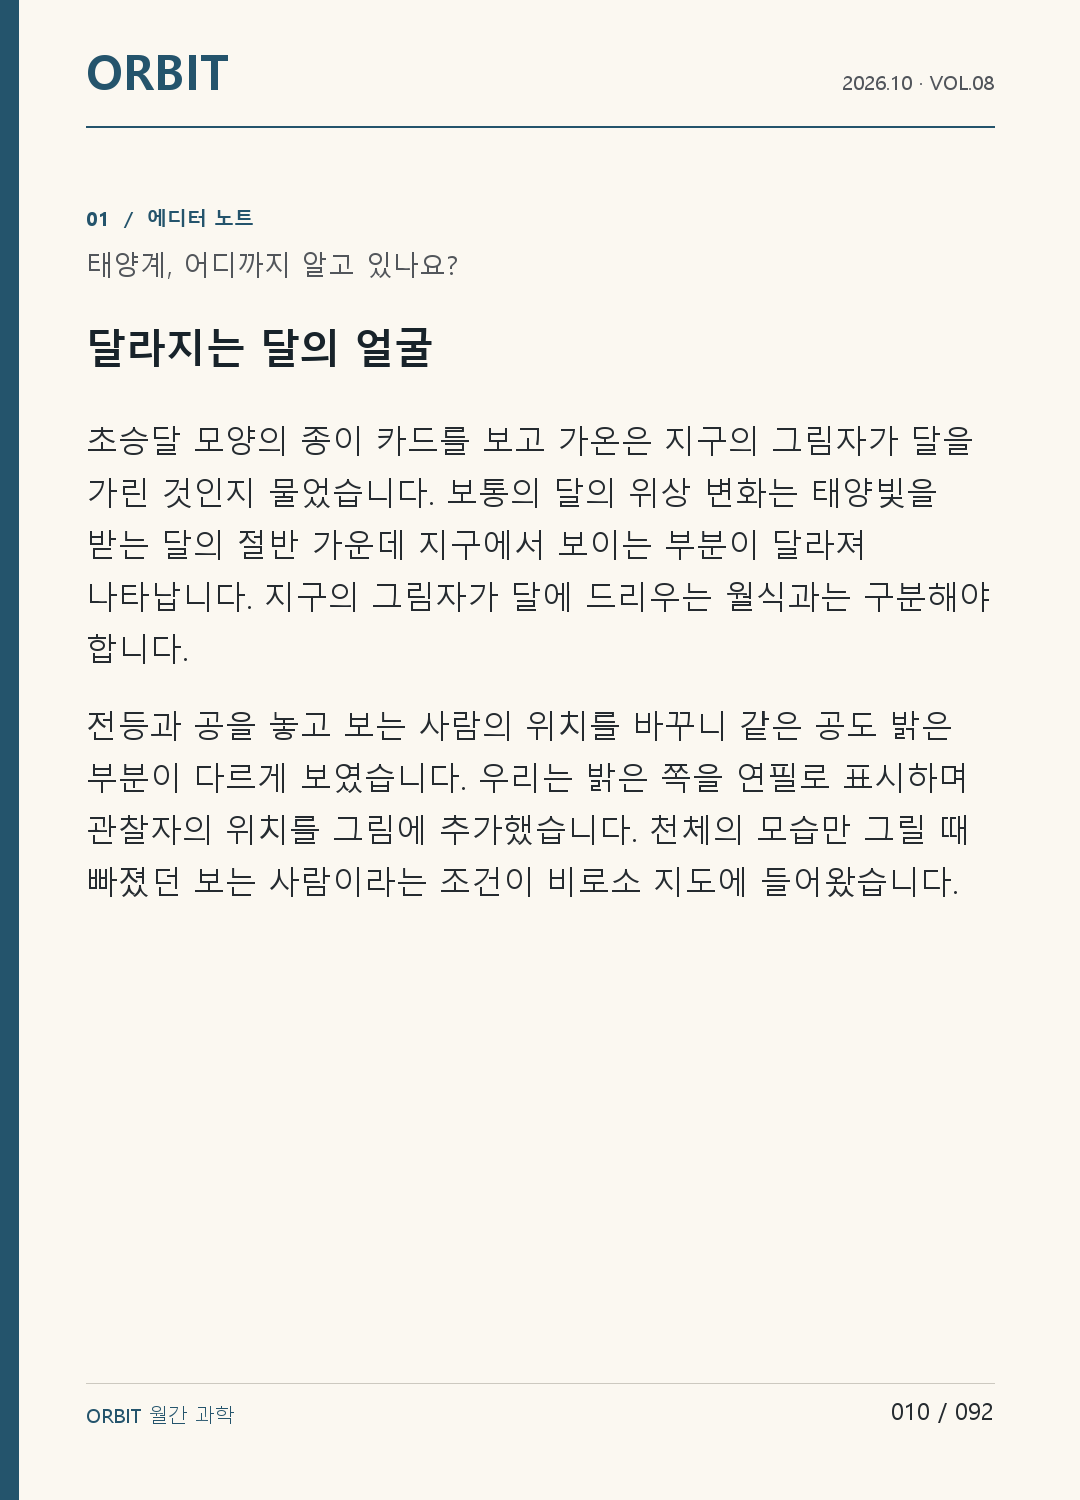 ORBIT
2026.10 · VOL.08
01 / 에디터 노트
태양계, 어디까지 알고 있나요?
달라지는 달의 얼굴
초승달 모양의 종이 카드를 보고 가온은 지구의 그림자가 달을
가린 것인지 물었습니다. 보통의 달의 위상 변화는 태양빛을
받는 달의 절반 가운데 지구에서 보이는 부분이 달라져
나타납니다. 지구의 그림자가 달에 드리우는 월식과는 구분해야
합니다.
전등과 공을 놓고 보는 사람의 위치를 바꾸니 같은 공도 밝은
부분이 다르게 보였습니다. 우리는 밝은 쪽을 연필로 표시하며
관찰자의 위치를 그림에 추가했습니다. 천체의 모습만 그릴 때
빠졌던 보는 사람이라는 조건이 비로소 지도에 들어왔습니다.
ORBIT 월간 과학
010 / 092